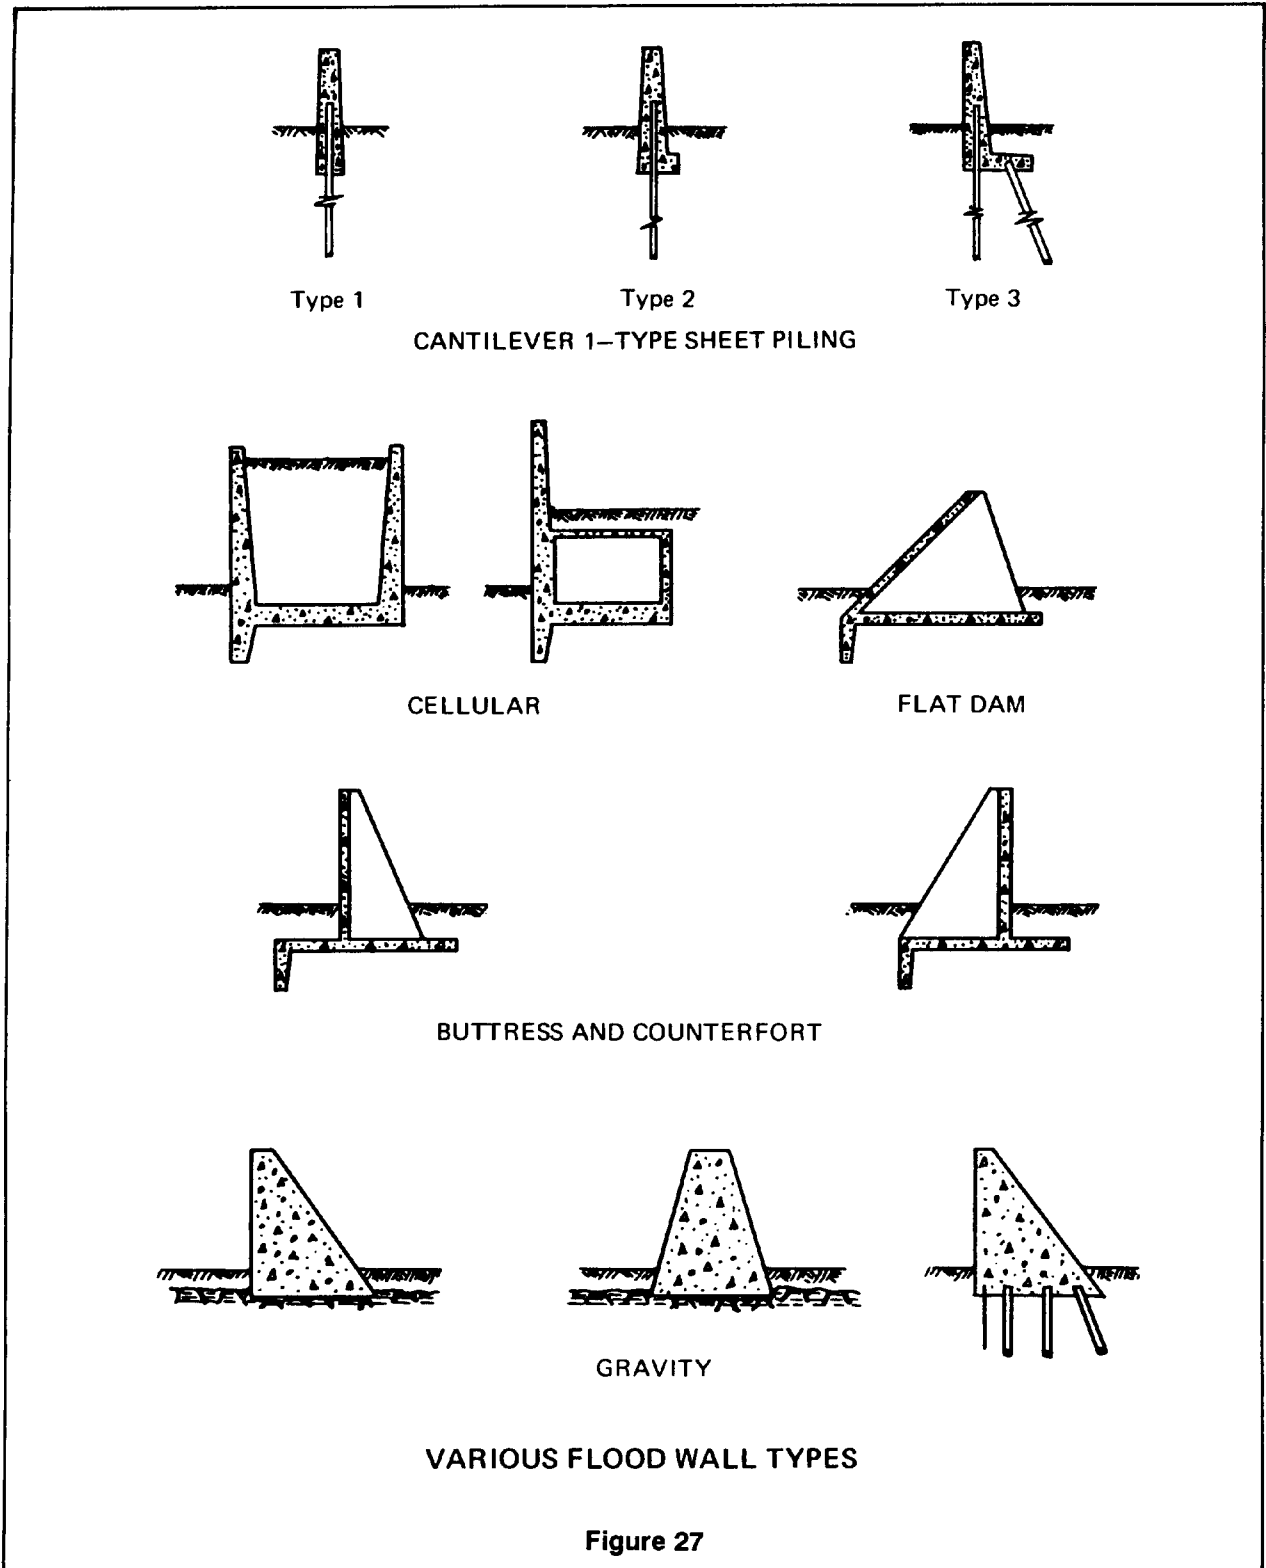 Type 1
Type 2
Type 3
CANTILEVER 1–TYPE SHEET PILING
CELLULAR
FLAT DAM
BUTTRESS AND COUNTERFORT
GRAVITY
VARIOUS FLOOD WALL TYPES
Figure 27